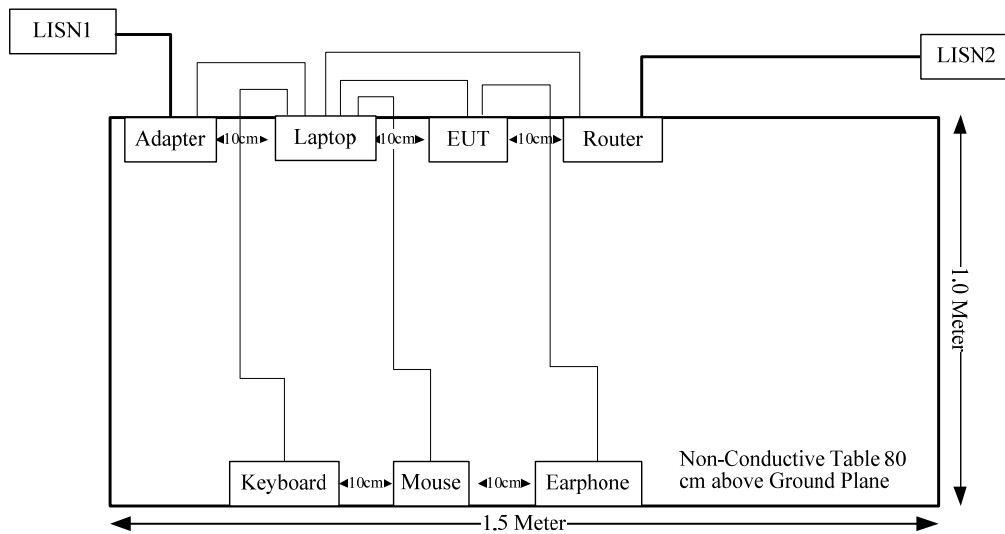 LISN1
LISN2
Adapter
10cm
Laptop
10cm
EUT
10cm
Router
1.0 Meter
Keyboard
10cm
Mouse
10cm
Earphone
Non-Conductive Table 80
cm above Ground Plane
1.5 Meter